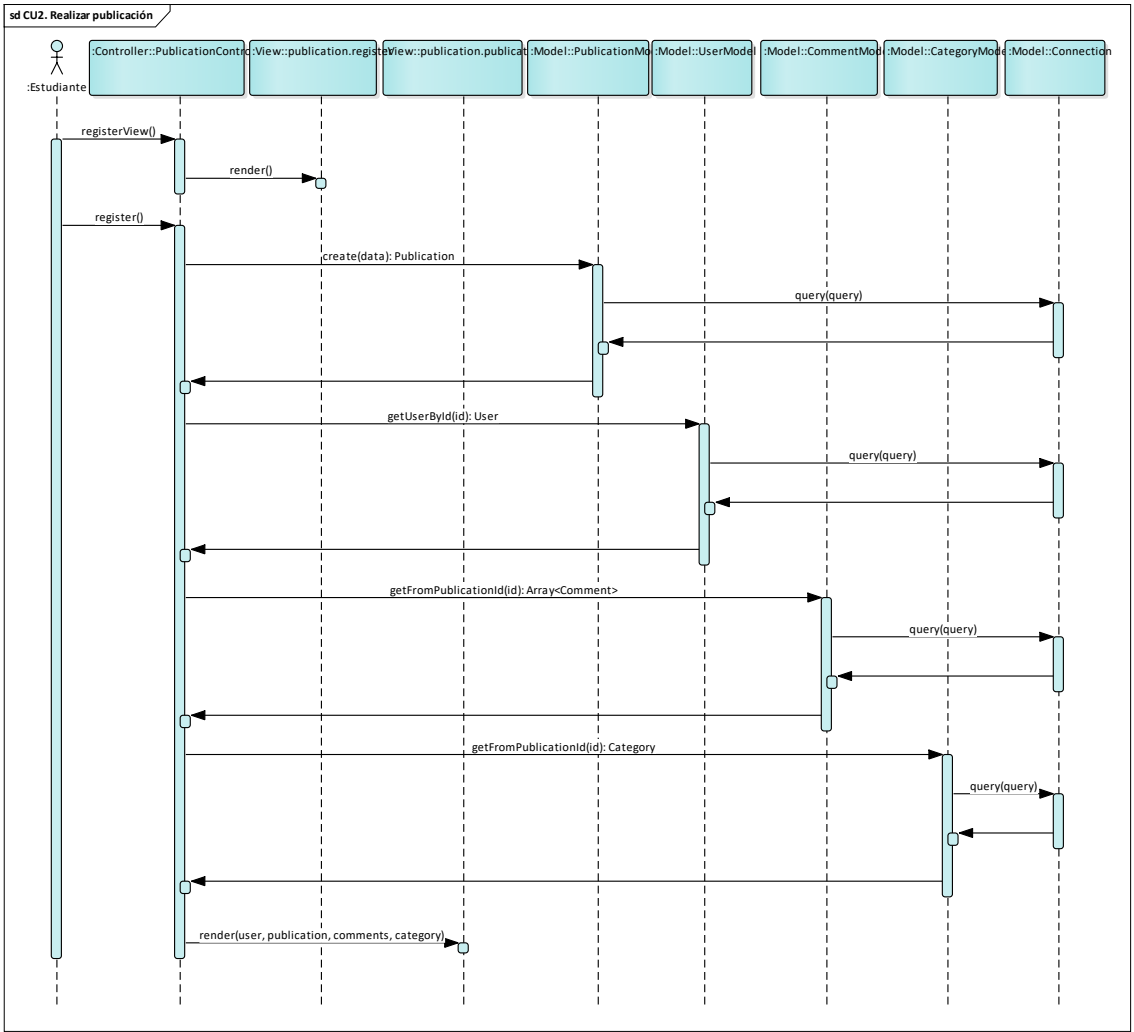 sd CU2. Realizar publicación
:Estudiante
:Controller::PublicationContro
:View::publication.register
:View::publication.publicat
:Model::PublicationMo
:Model::UserModel
:Model::CommentMode
:Model::CategoryMode
:Model::Connection
registerView()
render()
register()
create(data): Publication
query(query)
getUserById(id): User
query(query)
getFromPublicationId(id): Array<Comment>
query(query)
getFromPublicationId(id): Category
query(query)
render(user, publication, comments, category)